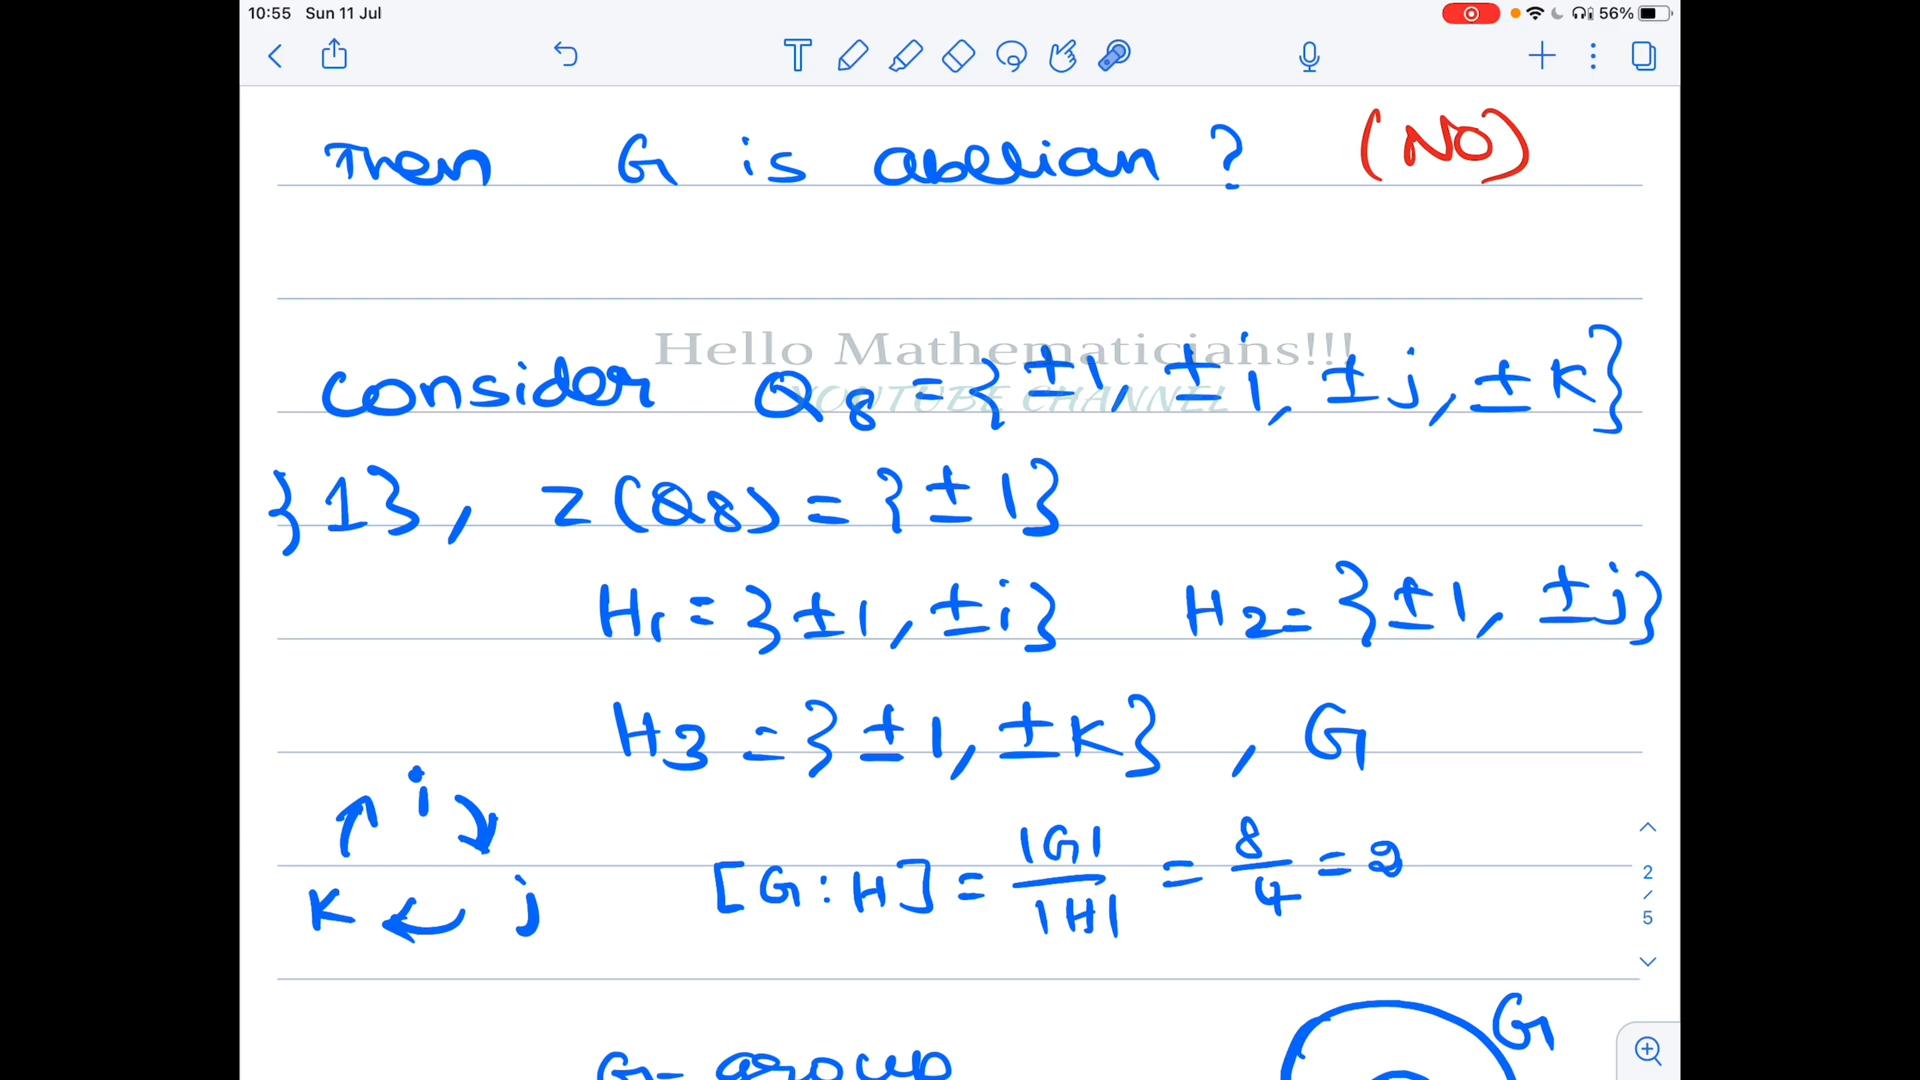 10:55 Sun 11 Jul
56%
T
Then G is abelian ? (NO)
Hello Mathematicians!!!
YOUTUBE CHANNEL
Consider Q8 = {±1, ±i, ±j, ±k}
{1}, Z(Q8) = {±1}
H1 = {±1, ±i} H2 = {±1, ±j}
H3 = {±1, ±k} , G
i
k j
[G:H] = |G| / |H| = 8/4 = 2
2 / 5
G
G- group